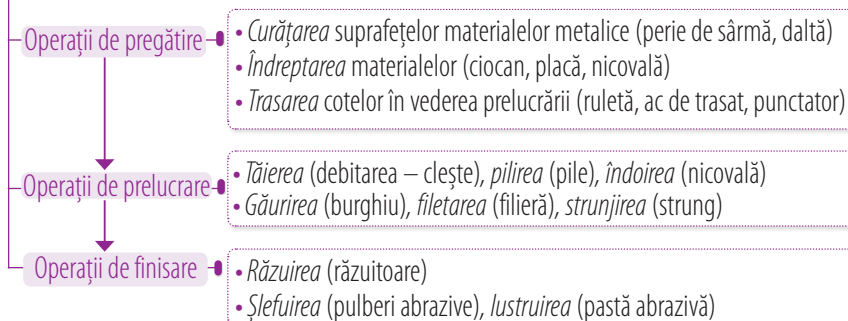 Operații de pregătire
• Curățarea suprafețelor materialelor metalice (perie de sârmă, daltă)
• Îndreptarea materialelor (ciocan, placă, nicovală)
• Trasarea cotelor în vederea prelucrării (ruletă, ac de trasat, punctator)
Operații de prelucrare
• Tăierea (debitarea – clește), pilirea (pile), îndoirea (nicovală)
• Găurirea (burghiu), filetarea (filieră), strunjirea (strung)
Operații de finisare
• Răzuirea (răzuitoare)
• Șlefuirea (pulberi abrazive), lustruirea (pastă abrazivă)